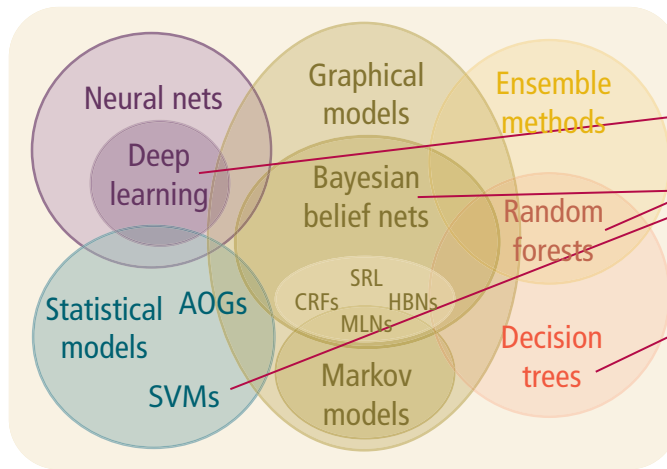 Neural nets
Deep
learning
Graphical
models
Ensemble
methods
Bayesian
belief nets
Random
forests
Statistical
models
AOGs
SVMs
SRL
CRFs
HBNs
MLNs
Markov
models
Decision
trees